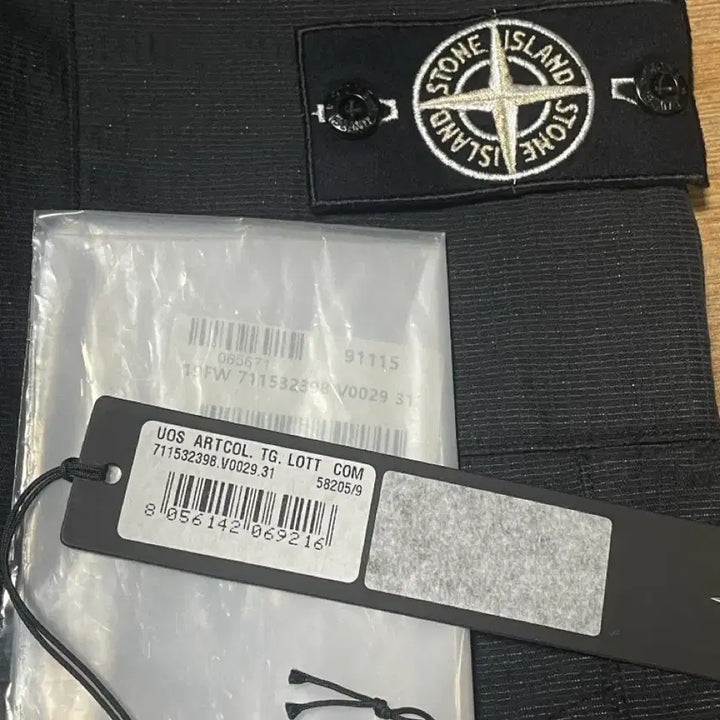 STONE ISLAND
STONE ISLAND
065671
91115
19FW 711532398 V0029 31
UOS ARTCOL. TG. LOTT COM
711532398.V0029.31 58205/9
8 056142 069216